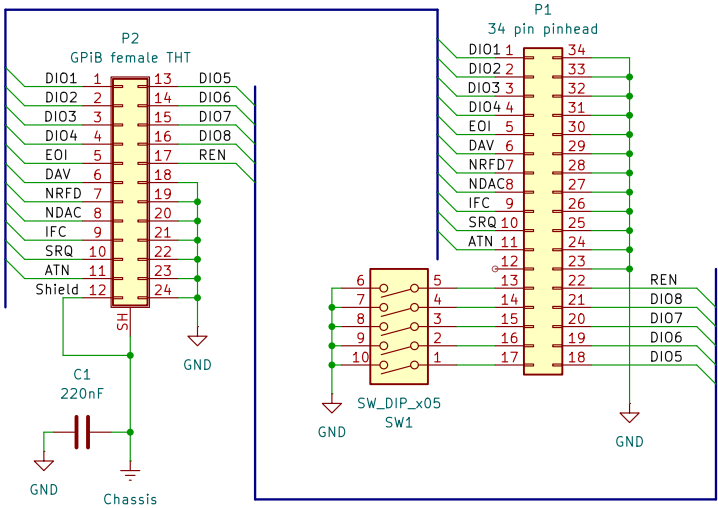 P2
GPiB female THT
DIO1 1 13 DIO5
DIO2 2 14 DIO6
DIO3 3 15 DIO7
DIO4 4 16 DIO8
EOI 5 17 REN
DAV 6 18
NRFD 7 19
NDAC 8 20
IFC 9 21
SRQ 10 22
ATN 11 23
Shield 12 24
SH
GND
C1
220nF
GND
Chassis
P1
34 pin pinhead
DIO1 1 34
DIO2 2 33
DIO3 3 32
DIO4 4 31
EOI 5 30
DAV 6 29
NRFD 7 28
NDAC 8 27
IFC 9 26
SRQ 10 25
ATN 11 24
12 23
6 5 13 22 REN
7 4 14 21 DIO8
8 3 15 20 DIO7
9 2 16 19 DIO6
10 1 17 18 DIO5
SW_DIP_x05
SW1
GND
GND